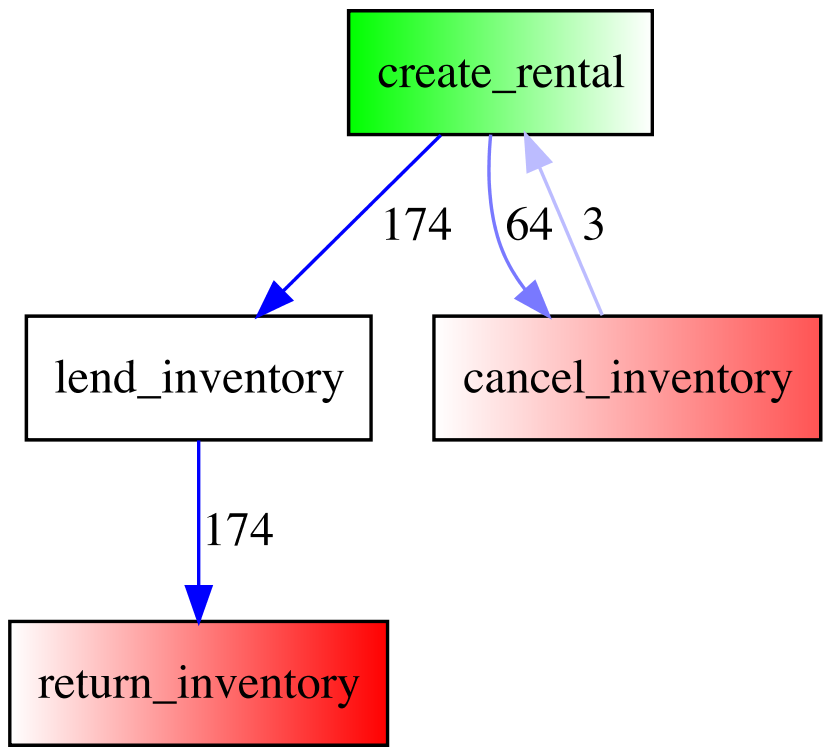 create_rental
174
64
3
lend_inventory
cancel_inventory
174
return_inventory